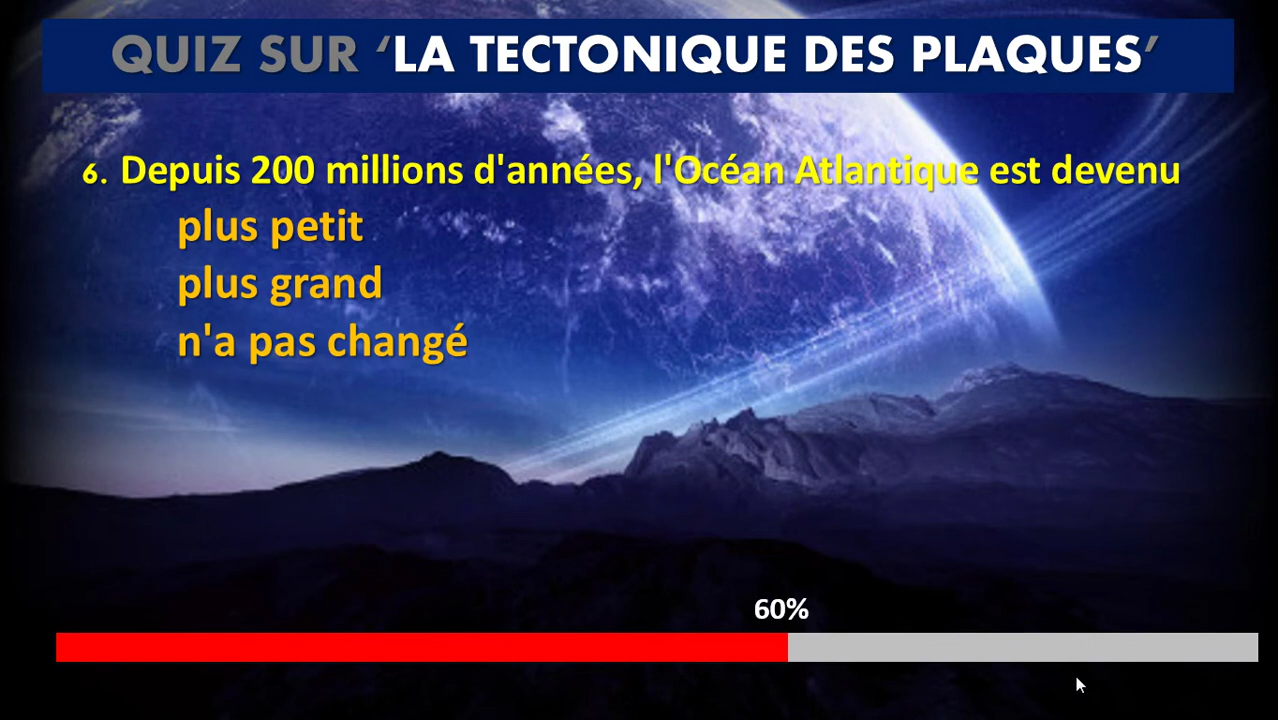 QUIZ SUR ‘LA TECTONIQUE DES PLAQUES’
6. Depuis 200 millions d'années, l'Océan Atlantique est devenu
plus petit
plus grand
n'a pas changé
60%